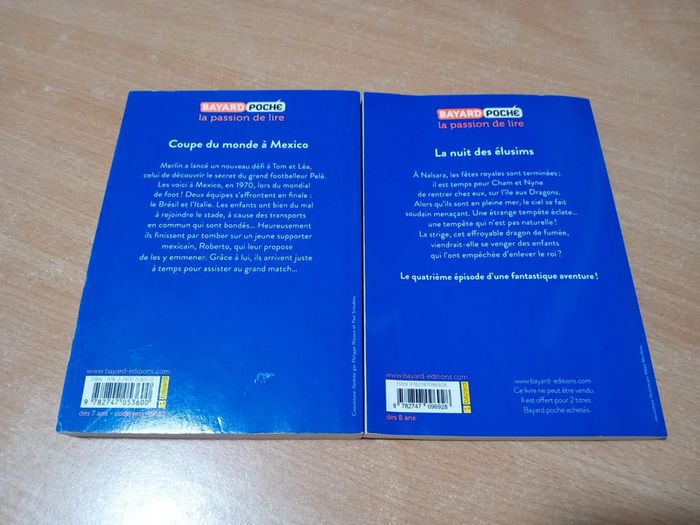 BAYARD POCHE
la passion de lire
Coupe du monde à Mexico
Merlin a lancé un nouveau défi à Tom et Léa,
celui de découvrir le secret du grand footballeur Pelé.
Les voici à Mexico, en 1970, lors du mondial
de foot ! Deux équipes s'affrontent en finale :
le Brésil et l'Italie. Les enfants ont bien du mal
à rejoindre le stade, à cause des transports
en commun qui sont bondés... Heureusement
ils finissent par tomber sur un jeune supporter
mexicain, Roberto, qui leur propose
de les y emmener. Grâce à lui, ils arrivent juste
à temps pour assister au grand match...
www.bayard-editions.com
9 782747 053600
dès 7 ans
BAYARD POCHE
la passion de lire
La nuit des élusims
À Nalsara, les fêtes royales sont terminées ;
il est temps pour Cham et Nyne
de rentrer chez eux, sur l'île aux Dragons.
Alors qu'ils sont en pleine mer, le ciel se fait
soudain menaçant. Une étrange tempête éclate...
une tempête qui n'est pas naturelle !
La strige, cet effroyable dragon de fumée,
viendrait-elle se venger des enfants
qui l'ont empêchée d'enlever le roi ?
Le quatrième épisode d'une fantastique aventure !
www.bayard-editions.com
ISBN 9782747096928
9 782747 096928
dès 8 ans
bayard-editions.com
Ce livre ne peut être vendu
Il est offert pour 2 titres
Bayard poche achetés.